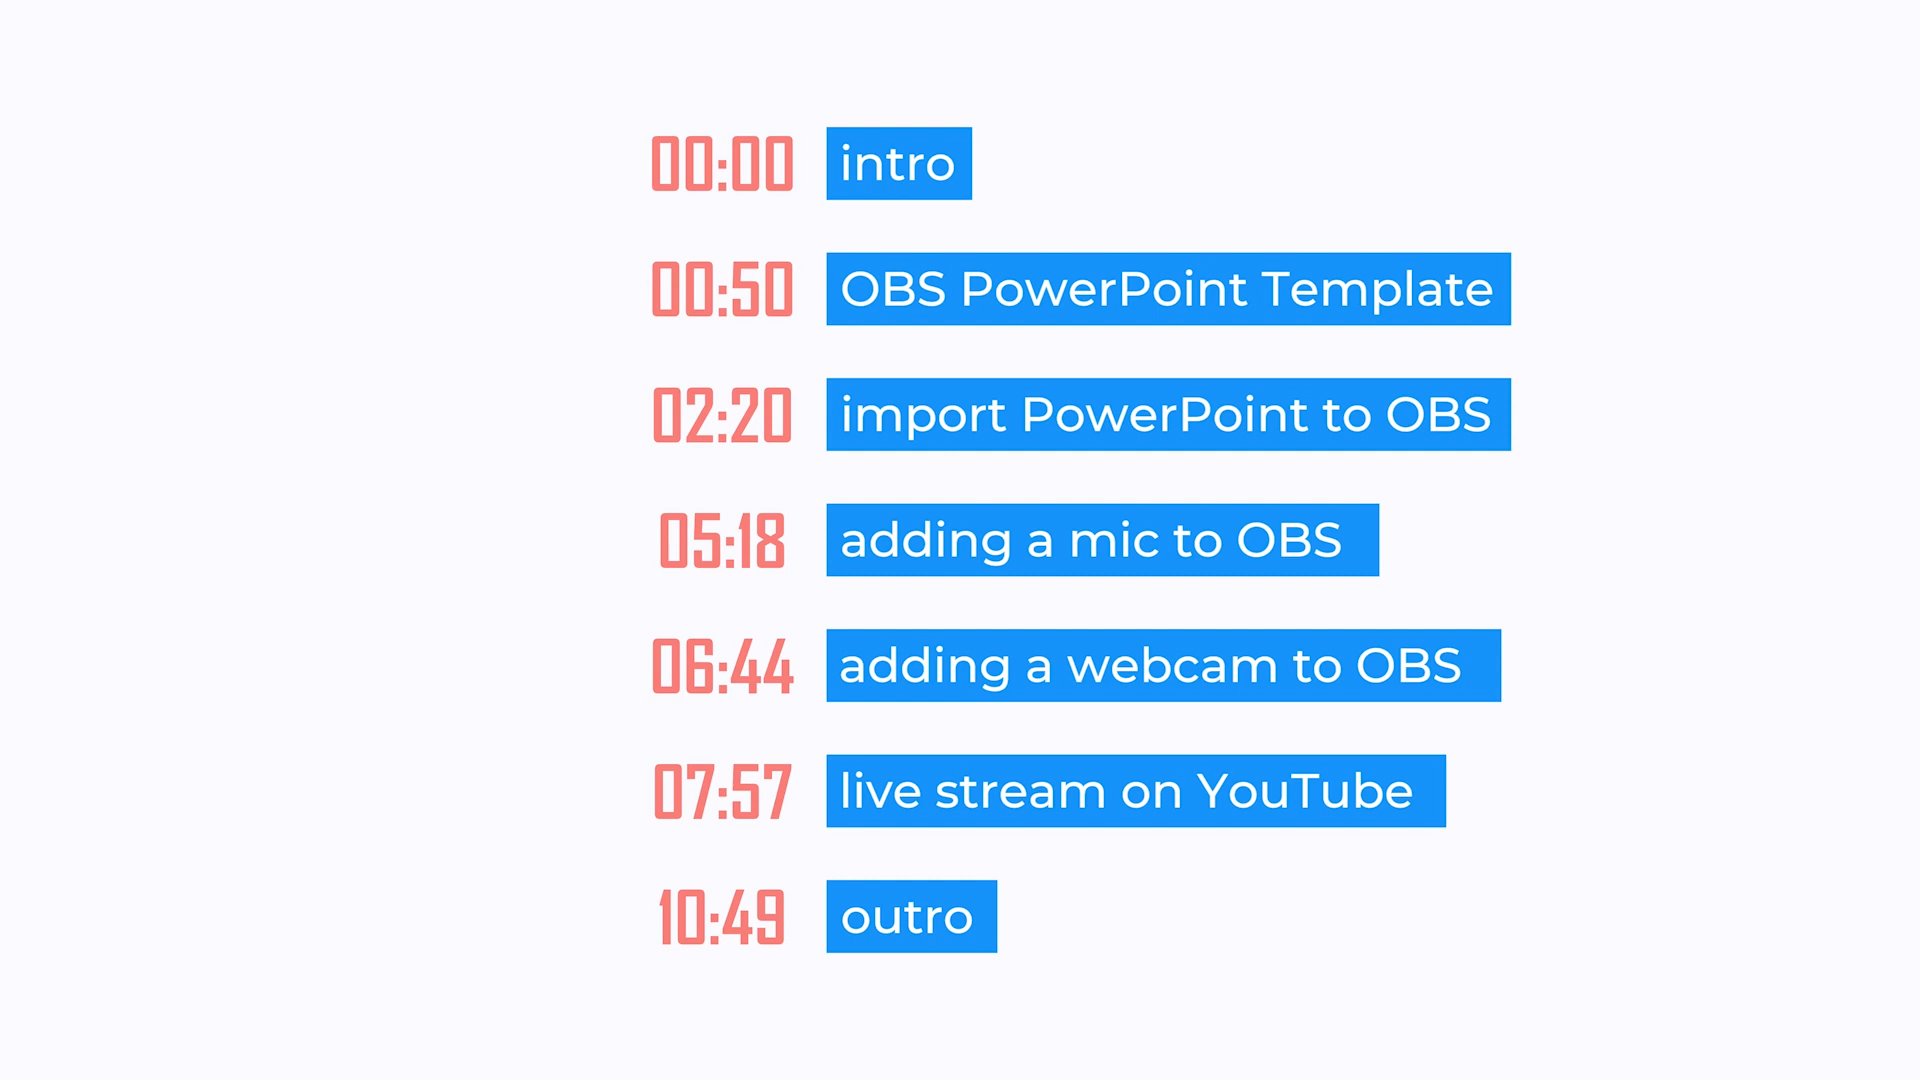 00:00 intro
00:50 OBS PowerPoint Template
02:20 import PowerPoint to OBS
05:18 adding a mic to OBS
06:44 adding a webcam to OBS
07:57 live stream on YouTube
10:49 outro